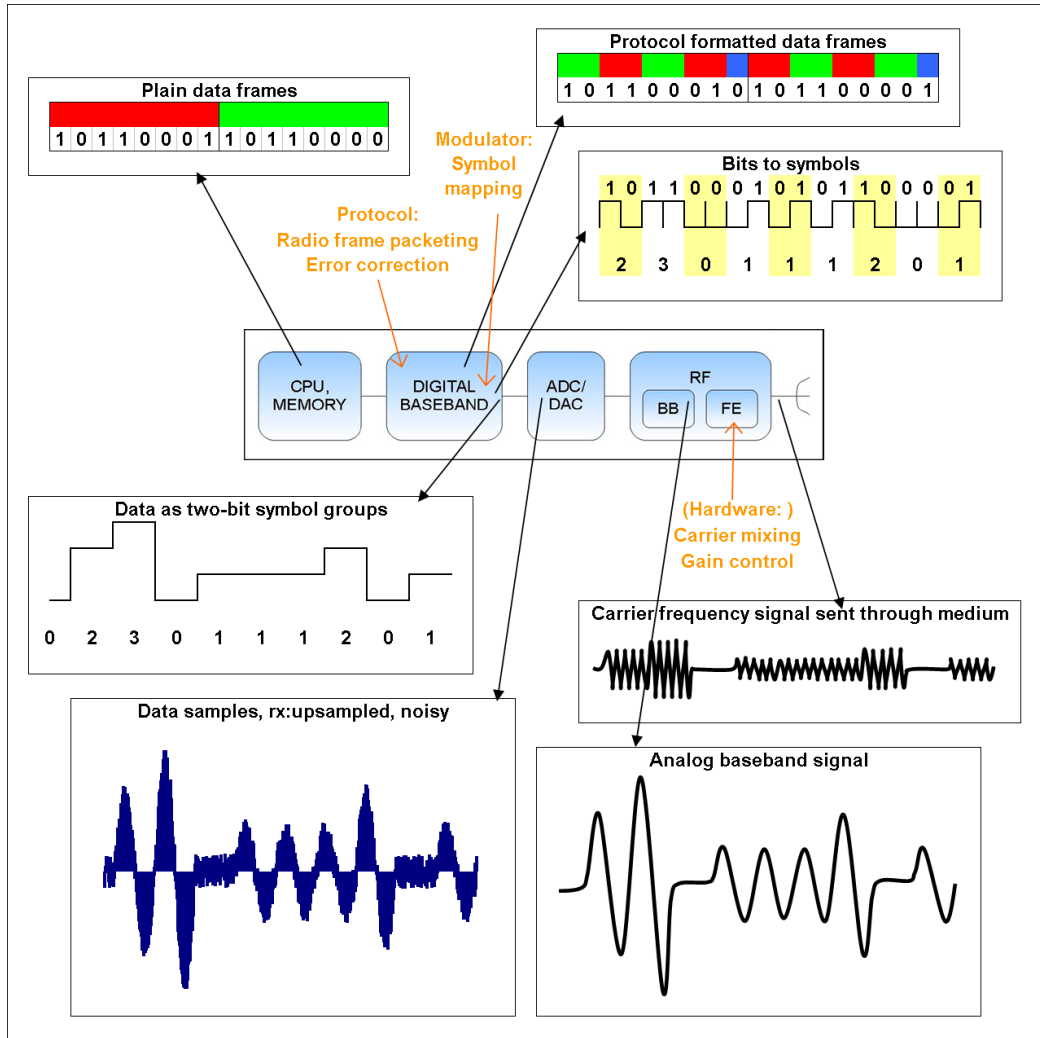 Protocol formatted data frames
1 0 1 1 0 0 0 1 0 1 0 1 1 0 0 0 0 1
Plain data frames
1 0 1 1 0 0 0 1 1 0 1 1 0 0 0 0
Modulator:
Symbol
mapping
Bits to symbols
1 0 1 1 0 0 0 1 0 1 0 1 1 0 0 0 0 1
2 3 0 1 1 1 2 0 1
Protocol:
Radio frame packeting
Error correction
CPU,
MEMORY
DIGITAL
BASEBAND
ADC/
DAC
RF
BB
FE
Data as two-bit symbol groups
0 2 3 0 1 1 1 2 0 1
(Hardware: )
Carrier mixing
Gain control
Carrier frequency signal sent through medium
Data samples, rx:upsampled, noisy
Analog baseband signal